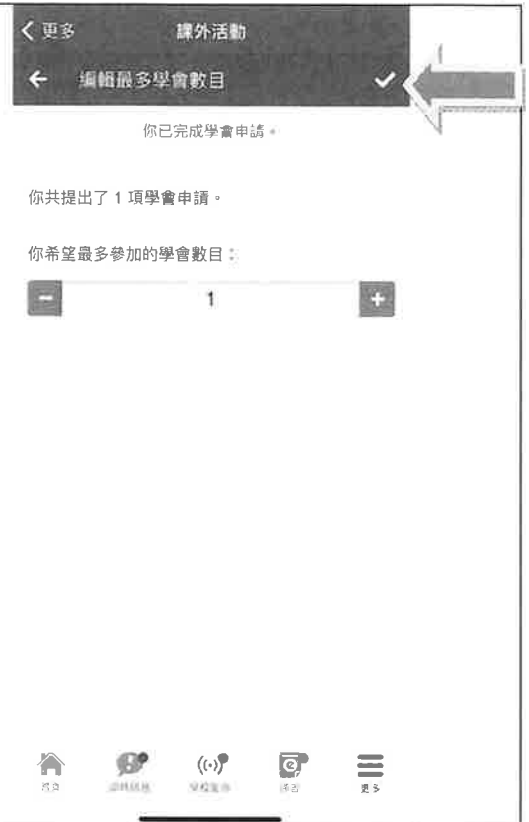 更多 課外活動
編輯最多學會數目
你已完成學會申請。
你共提出了 1 項學會申請。
你希望最多參加的學會數目：
- 1 +
更多